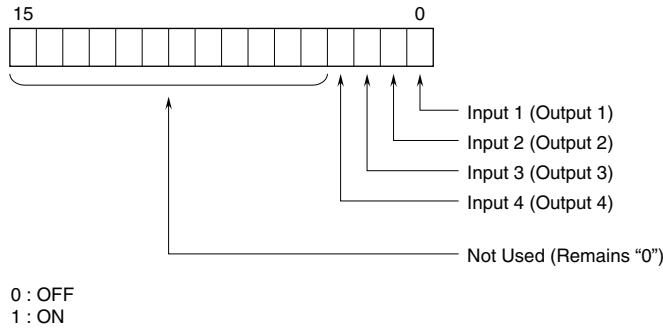 15 0
Input 1 (Output 1)
Input 2 (Output 2)
Input 3 (Output 3)
Input 4 (Output 4)
Not Used (Remains “0”)
0 : OFF
1 : ON